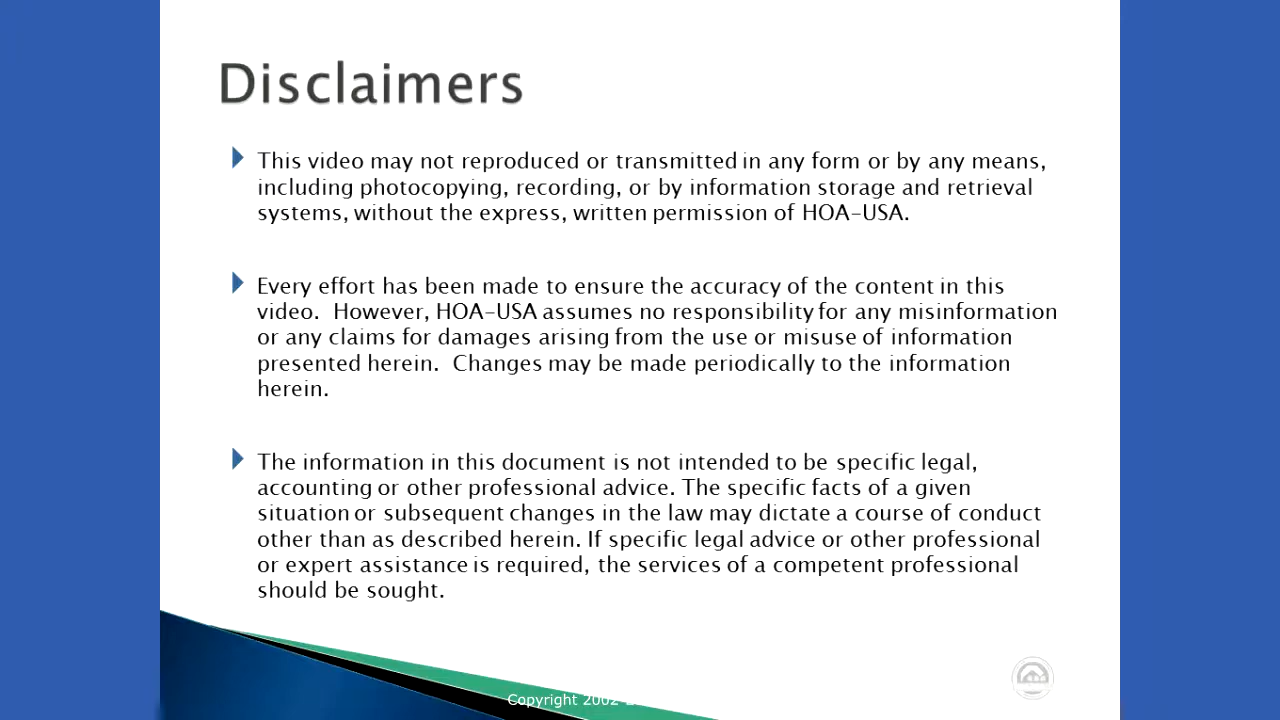 Disclaimers
This video may not reproduced or transmitted in any form or by any means,
including photocopying, recording, or by information storage and retrieval
systems, without the express, written permission of HOA-USA.
Every effort has been made to ensure the accuracy of the content in this
video. However, HOA-USA assumes no responsibility for any misinformation
or any claims for damages arising from the use or misuse of information
presented herein. Changes may be made periodically to the information
herein.
The information in this document is not intended to be specific legal,
accounting or other professional advice. The specific facts of a given
situation or subsequent changes in the law may dictate a course of conduct
other than as described herein. If specific legal advice or other professional
or expert assistance is required, the services of a competent professional
should be sought.
Copyright 2002